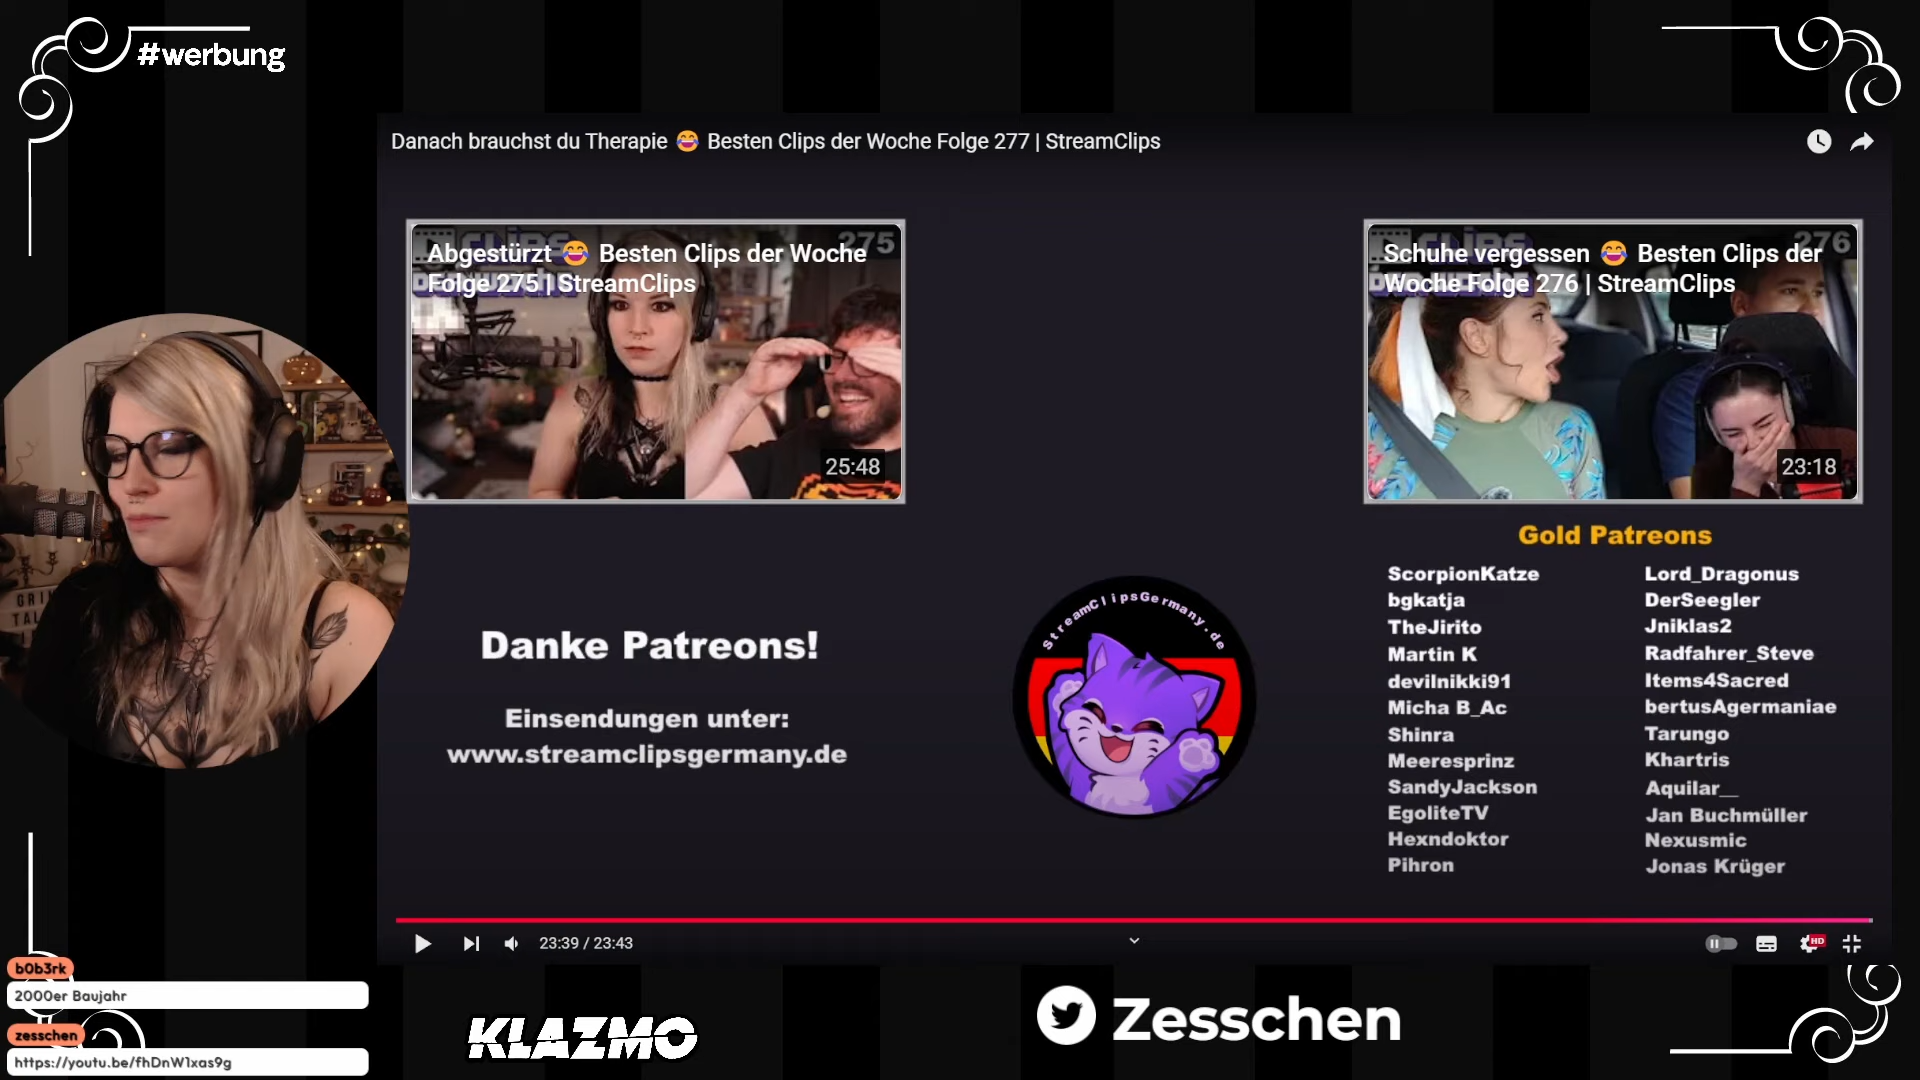 #werbung
Danach brauchst du Therapie 😂 Besten Clips der Woche Folge 277 | StreamClips
Abgestürzt 😂 Besten Clips der Woche
Folge 275 | StreamClips
275
25:48
Schuhe vergessen 😂 Besten Clips der
Woche Folge 276 | StreamClips
276
23:18
Danke Patreons!
Einsendungen unter:
www.streamclipsgermany.de
StreamClipsGermany.de
Gold Patreons
ScorpionKatze
bgkatja
TheJirito
Martin K
devilnikki91
Micha B_Ac
Shinra
Meeresprinz
SandyJackson
EgoliteTV
Hexndoktor
Pihron
Lord_Dragonus
DerSeegler
Jniklas2
Radfahrer_Steve
Items4Sacred
bertusAgermaniae
Tarungo
Khartris
Aquilar__
Jan Buchmüller
Nexusmic
Jonas Krüger
23:39 / 23:43
HD
b0b3rk
2000er Baujahr
zesschen
https://youtu.be/fhDnW1xas9g
KLAZMO
Zesschen